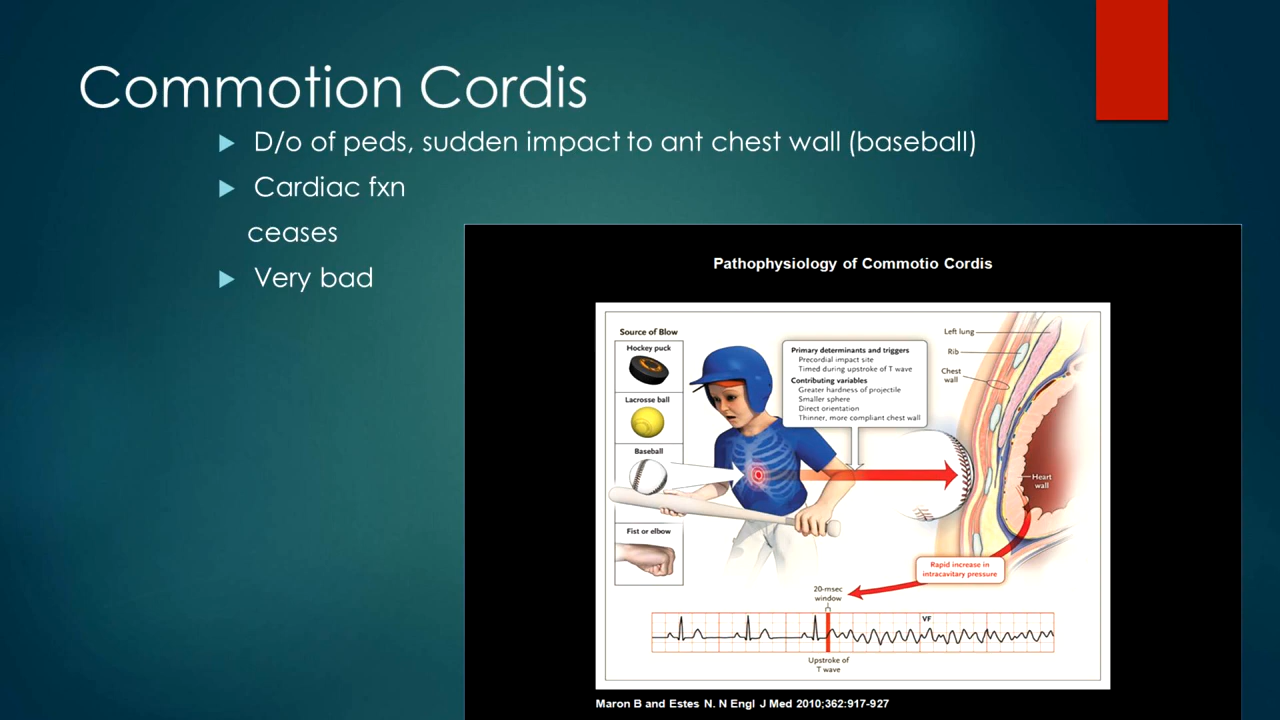 Commotion Cordis
D/o of peds, sudden impact to ant chest wall (baseball)
Cardiac fxn
ceases
Very bad
Pathophysiology of Commotio Cordis
Source of Blow
Hockey puck
Lacrosse ball
Baseball
Fist or elbow
Primary determinants and triggers
Precordial impact site
Timed during upstroke of T wave
Contributing variables
Greater hardness of projectile
Smaller sphere
Direct orientation
Thinner, more compliant chest wall
Left lung
Rib
Chest
wall
Heart
wall
Rapid increase in
intracavitary pressure
20-msec
window
VF
Upstroke of
T wave
Maron B and Estes N. N Engl J Med 2010;362:917-927